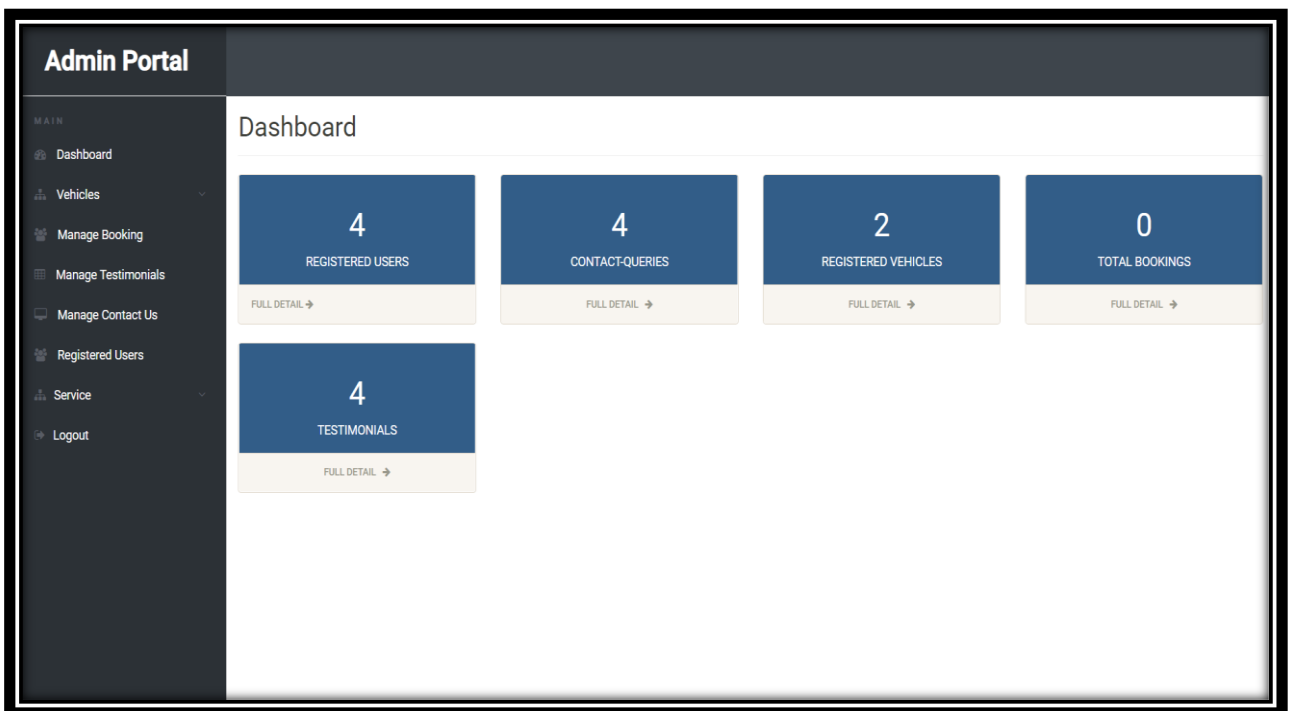 Admin Portal
MAIN
Dashboard
Vehicles
Manage Booking
Manage Testimonials
Manage Contact Us
Registered Users
Service
Logout
Dashboard
4
REGISTERED USERS
FULL DETAIL
4
CONTACT-QUERIES
FULL DETAIL
2
REGISTERED VEHICLES
FULL DETAIL
0
TOTAL BOOKINGS
FULL DETAIL
4
TESTIMONIALS
FULL DETAIL